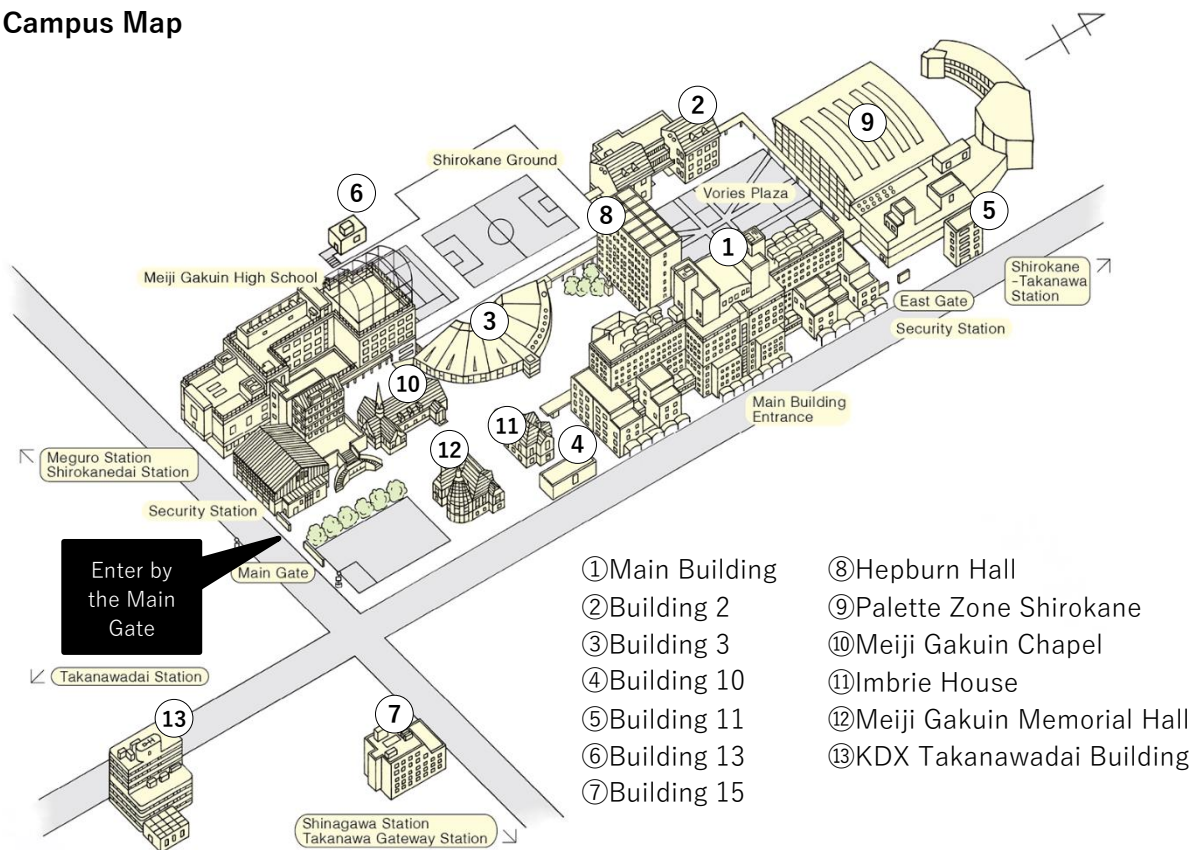 Campus Map
2
9
Shirokane Ground
6
Vories Plaza
8
5
1
Meiji Gakuin High School
Shirokane
-Takanawa
Station
3
East Gate
Security Station
10
Main Building
Entrance
11
12
4
Meguro Station
Shirokanedai Station
Security Station
Enter by
the Main
Gate
Main Gate
Takanawadai Station
13
7
Shinagawa Station
Takanawa Gateway Station
①Main Building
②Building 2
③Building 3
④Building 10
⑤Building 11
⑥Building 13
⑦Building 15
⑧Hepburn Hall
⑨Palette Zone Shirokane
⑩Meiji Gakuin Chapel
⑪Imbrie House
⑫Meiji Gakuin Memorial Hall
⑬KDX Takanawadai Building